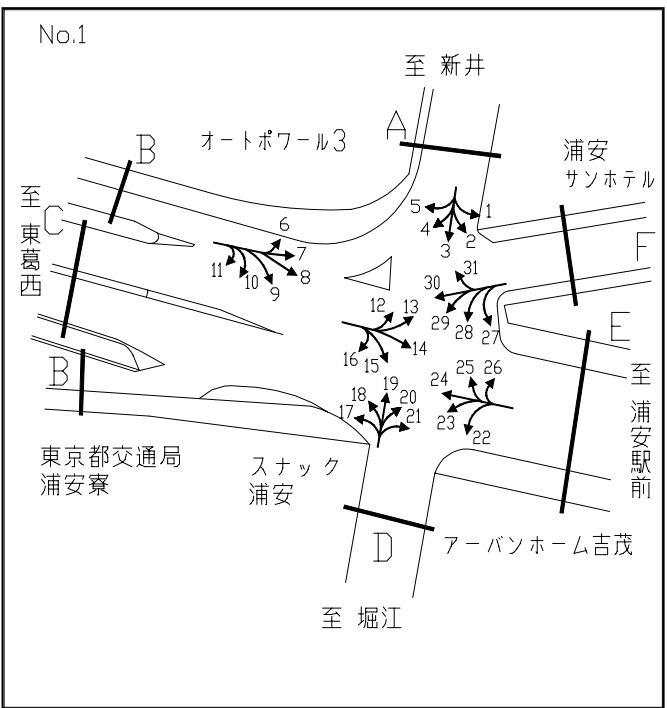 No.1
至 新井
A
オートポワール3
B
浦安
サンホテル
至 東葛西
C
F
5
1
4
2
3
6
7
8
11
10
9
31
30
29
28
27
12
13
14
16
15
E
B
19
18
20
17
21
25
26
24
23
22
至 浦安駅前
東京都交通局
浦安寮
スナック
浦安
D
アーバンホーム吉茂
至 堀江